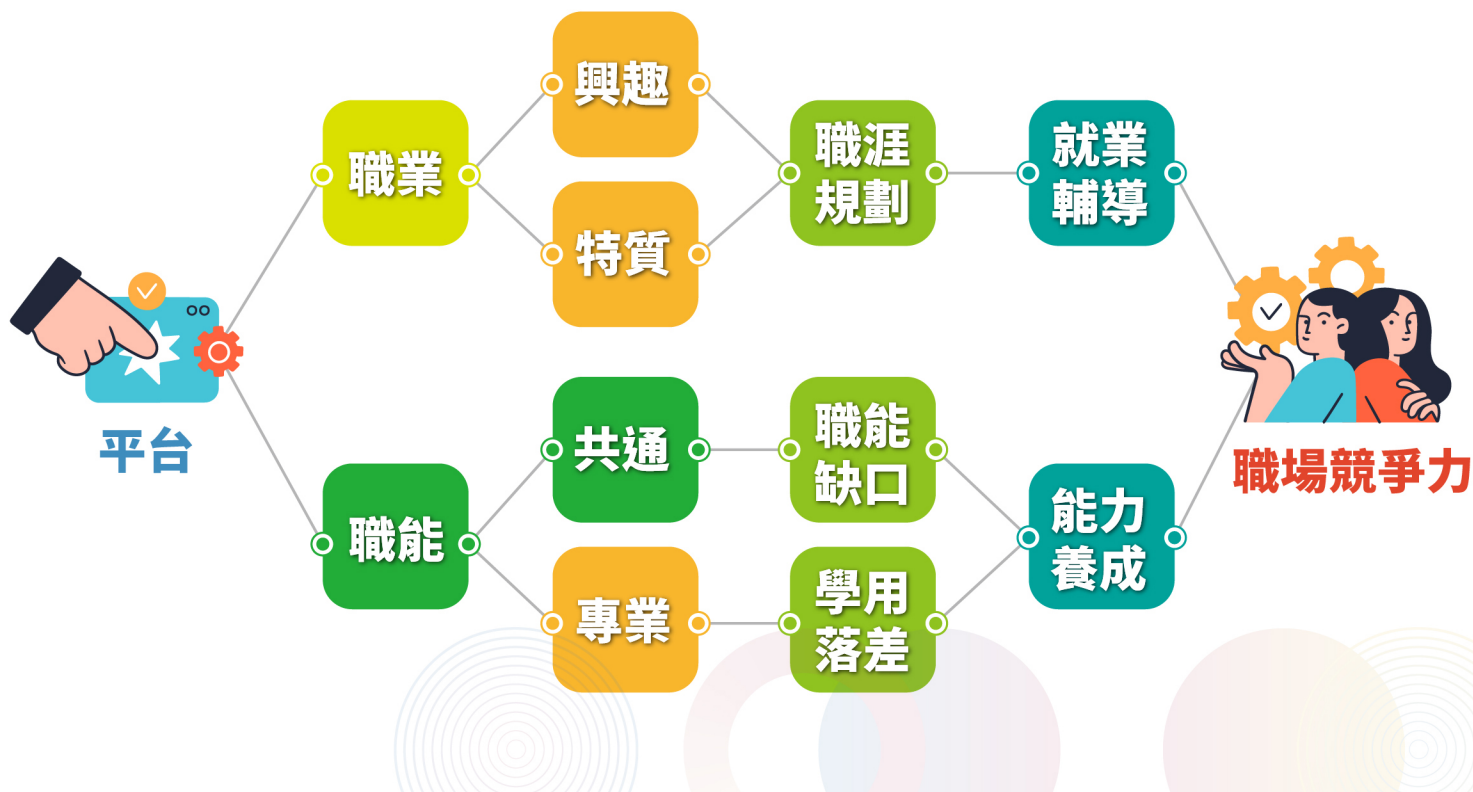 平台
職業
興趣
特質
職涯
規劃
就業
輔導
職能
共通
職能
缺口
專業
學用
落差
能力
養成
職場競爭力